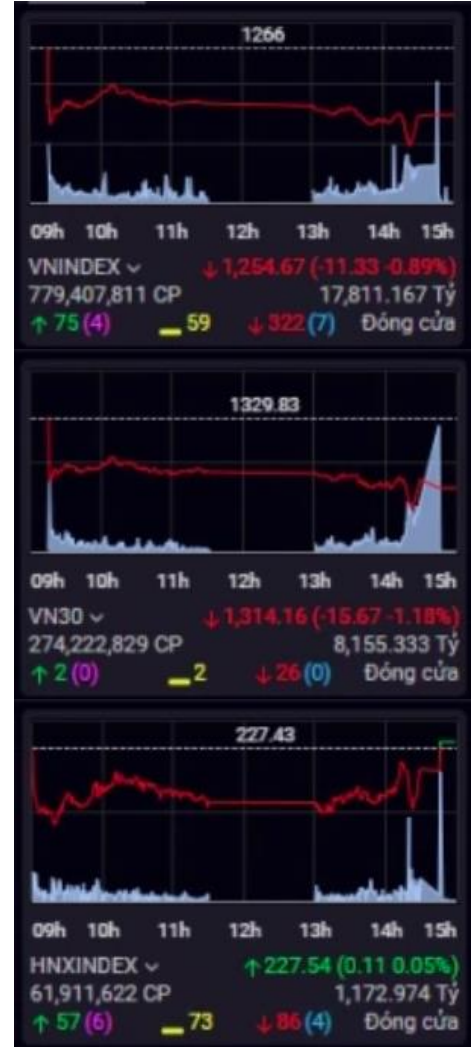 1266
09h 10h 11h 12h 13h 14h 15h
VNINDEX ↓ 1,254.67 (-11.33 -0.89%)
779,407,811 CP 17,811.167 Tỷ
↑ 75 (4) 59 ↓ 322 (7) Đóng cửa
1329.83
09h 10h 11h 12h 13h 14h 15h
VN30 ↓ 1,314.16 (-15.67 -1.18%)
274,222,829 CP 8,155.333 Tỷ
↑ 2 (0) 2 ↓ 26 (0) Đóng cửa
227.43
09h 10h 11h 12h 13h 14h 15h
HNXINDEX ↑ 227.54 (0.11 0.05%)
61,911,622 CP 1,172.974 Tỷ
↑ 57 (6) 73 ↓ 86 (4) Đóng cửa